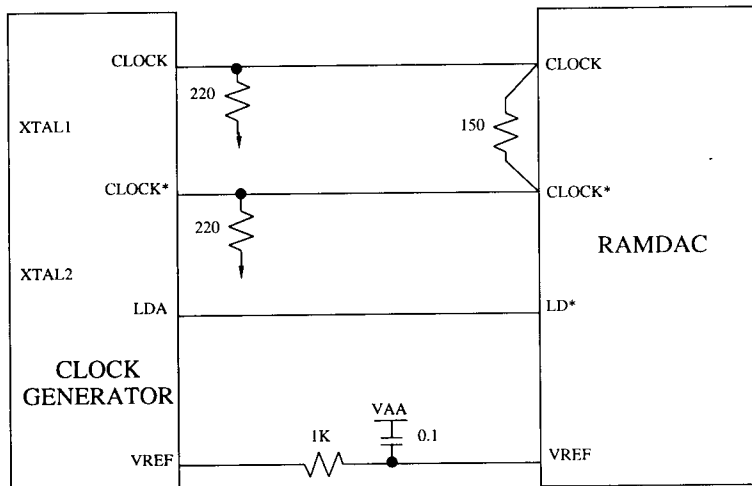 CLOCK
CLOCK
220
150
XTAL1
CLOCK*
CLOCK*
220
RAMDAC
XTAL2
LDA
LD*
CLOCK
GENERATOR
VAA
1K
0.1
VREF
VREF